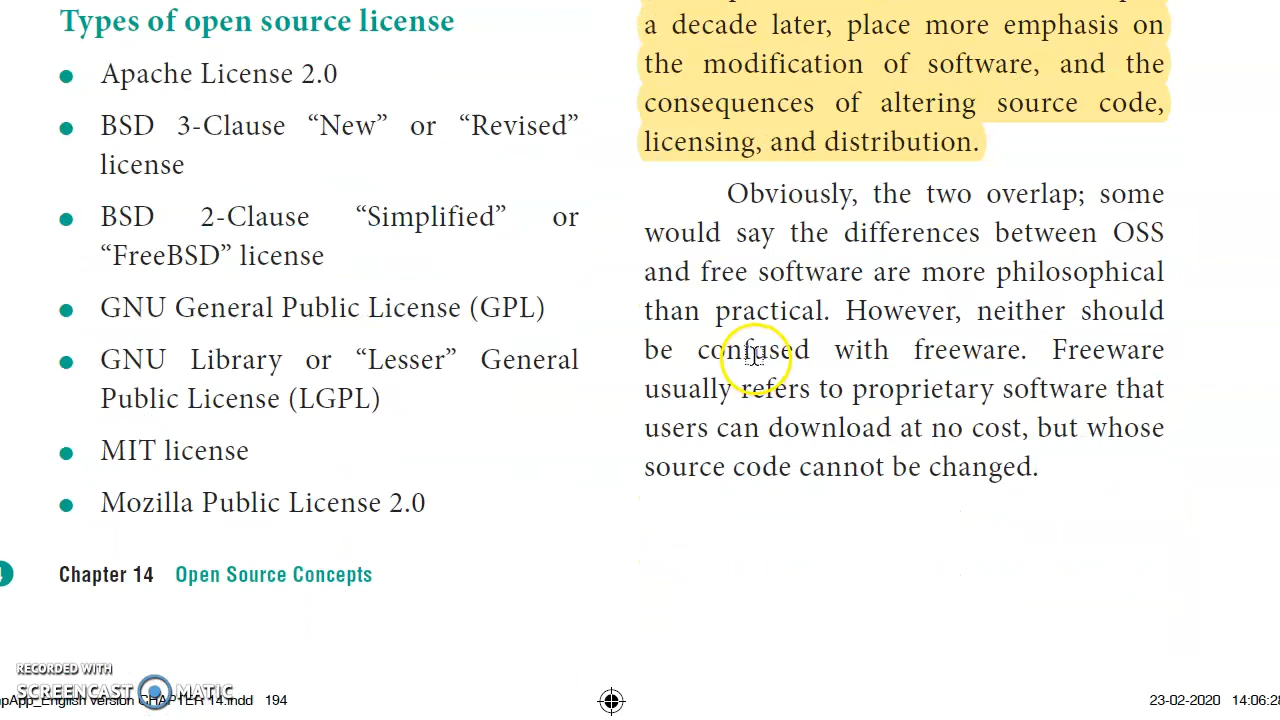 Types of open source license
Apache License 2.0
BSD 3-Clause “New” or “Revised”
license
BSD 2-Clause “Simplified” or
“FreeBSD” license
GNU General Public License (GPL)
GNU Library or “Lesser” General
Public License (LGPL)
MIT license
Mozilla Public License 2.0
a decade later, place more emphasis on
the modification of software, and the
consequences of altering source code,
licensing, and distribution.
Obviously, the two overlap; some
would say the differences between OSS
and free software are more philosophical
than practical. However, neither should
be confused with freeware. Freeware
usually refers to proprietary software that
users can download at no cost, but whose
source code cannot be changed.
Chapter 14 Open Source Concepts
RECORDED WITH
SCREENCAST MATIC
version CHAPTER 14.indd 194
23-02-2020 14:06:28